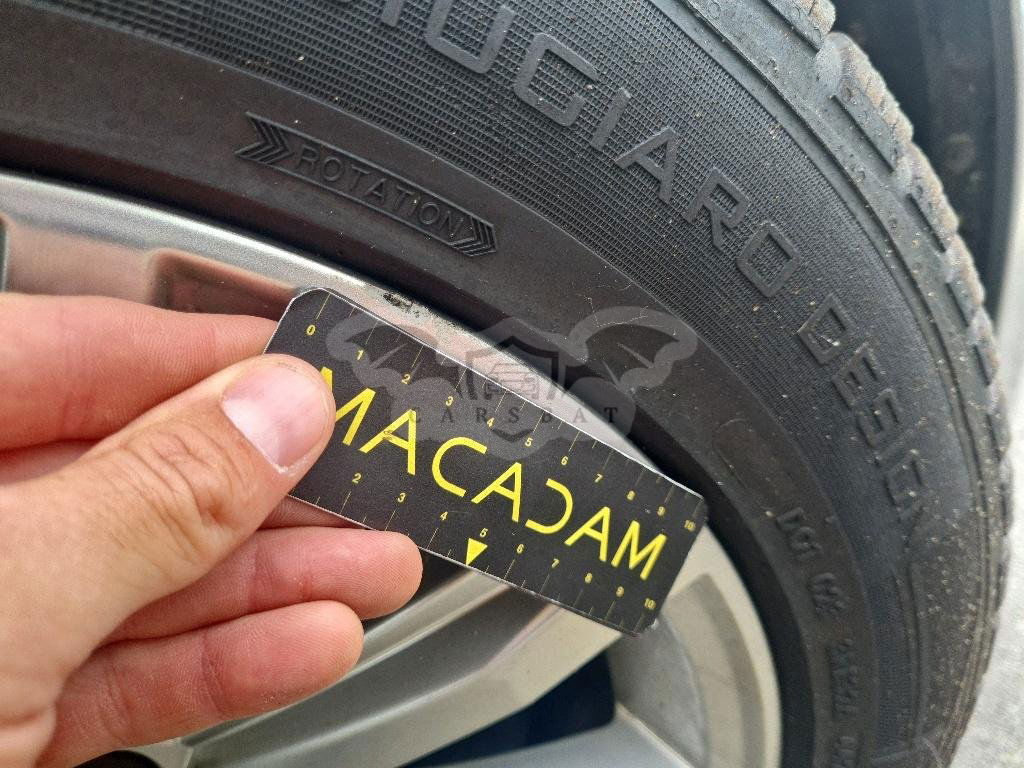 GIUGIARO DESIGN
ROTATION
0 1 2 3 4 5 6 7 8 9 10
CARSBAT
MACADAM
2 3 4 5 6 7 8 9 10